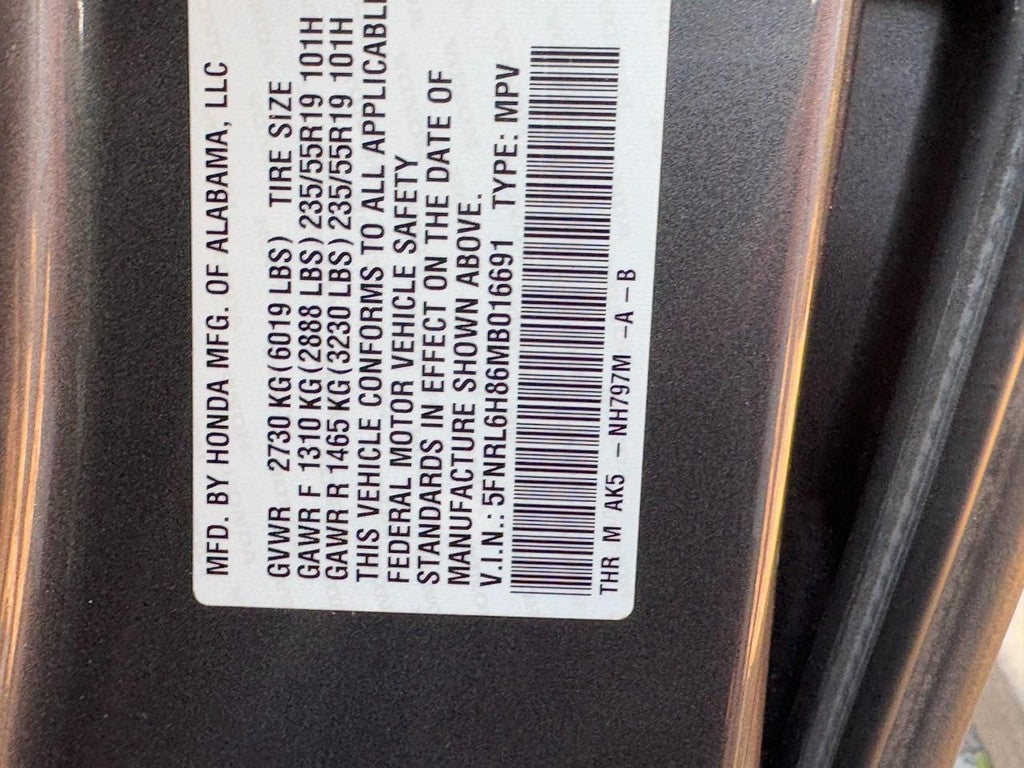 MFD. BY HONDA MFG. OF ALABAMA, LLC
GVWR 2730 KG(6019 LBS) TIRE SIZE
GAWR F 1310 KG(2888 LBS)235/55R19 101H
GAWR R 1465 KG(3230 LBS)235/55R19 101H
THIS VEHICLE CONFORMS TO ALL APPLICABL
FEDERAL MOTOR VEHICLE SAFETY
STANDARDS IN EFFECT ON THE DATE OF
MANUFACTURE SHOWN ABOVE.
V.I.N.: 5FNRL6H86MB016691 TYPE: MPV
THR M AK5 - NH797M -A-B